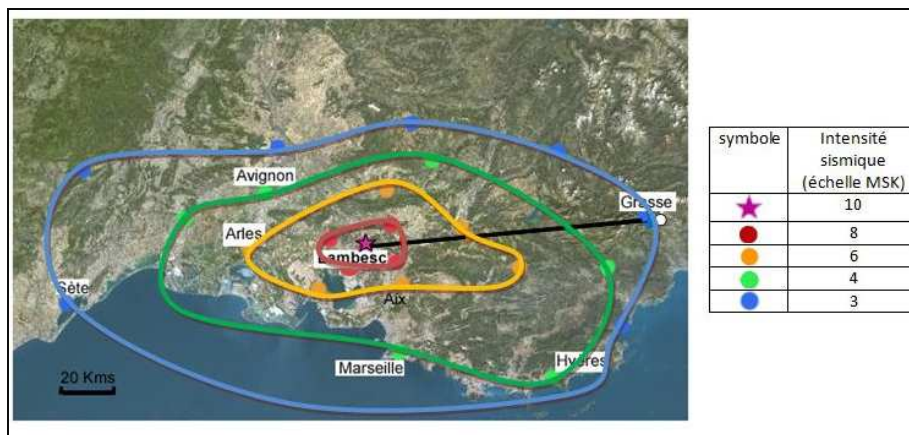 Avignon
Grasse
Arles
Lambesc
Sète
Aix
Marseille
Hyères
20 Kms
symbole
Intensité
sismique
(échelle MSK)
10
8
6
4
3